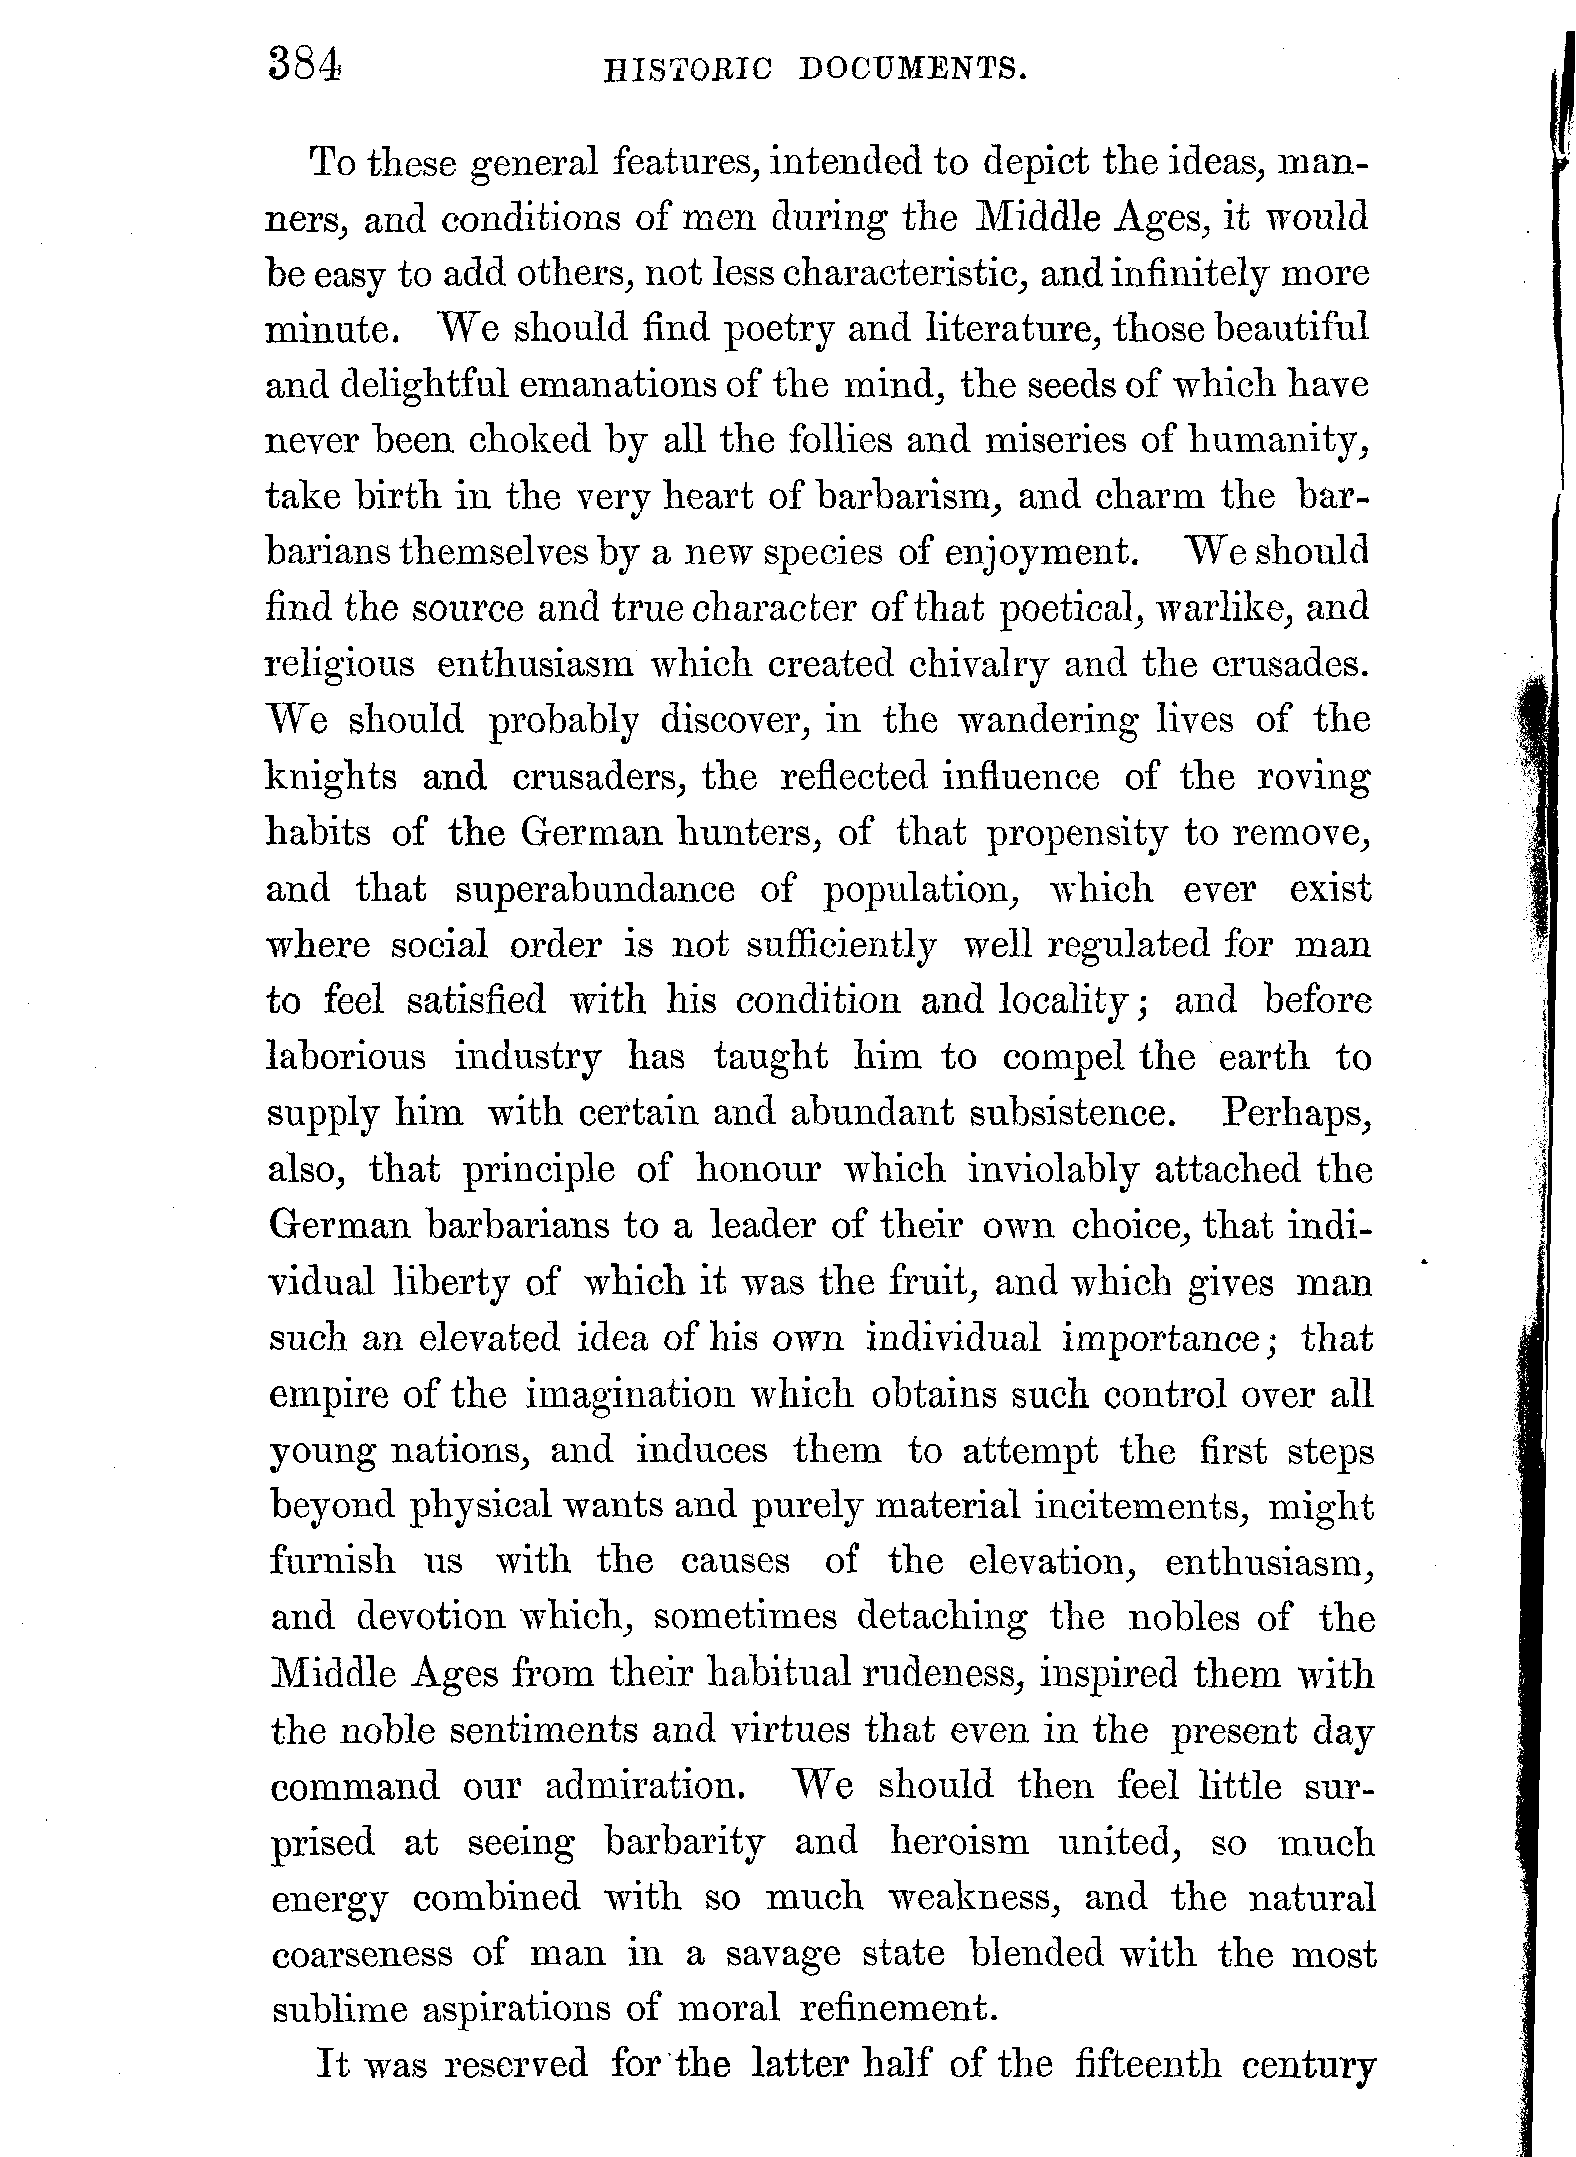 384 HISTORIC DOCUMENTS.
To these general features, intended to depict the ideas, man-
ners, and conditions of men during the Middle Ages, it would
be easy to add others, not less characteristic, and infinitely more
minute. We should find poetry and literature, those beautiful
and delightful emanations of the mind, the seeds of which have
never been choked by all the follies and miseries of humanity,
take birth in the very heart of barbarism, and charm the bar-
barians themselves by a new species of enjoyment. We should
find the source and true character of that poetical, warlike, and
religious enthusiasm which created chivalry and the crusades.
We should probably discover, in the wandering lives of the
knights and crusaders, the reflected influence of the roving
habits of the German hunters, of that propensity to remove,
and that superabundance of population, which ever exist
where social order is not sufficiently well regulated for man
to feel satisfied with his condition and locality; and before
laborious industry has taught him to compel the earth to
supply him with certain and abundant subsistence. Perhaps,
also, that principle of honour which inviolably attached the
German barbarians to a leader of their own choice, that indi-
vidual liberty of which it was the fruit, and which gives man
such an elevated idea of his own individual importance; that
empire of the imagination which obtains such control over all
young nations, and induces them to attempt the first steps
beyond physical wants and purely material incitements, might
furnish us with the causes of the elevation, enthusiasm,
and devotion which, sometimes detaching the nobles of the
Middle Ages from their habitual rudeness, inspired them with
the noble sentiments and virtues that even in the present day
command our admiration. We should then feel little sur-
prised at seeing barbarity and heroism united, so much
energy combined with so much weakness, and the natural
coarseness of man in a savage state blended with the most
sublime aspirations of moral refinement.
It was reserved for the latter half of the fifteenth century